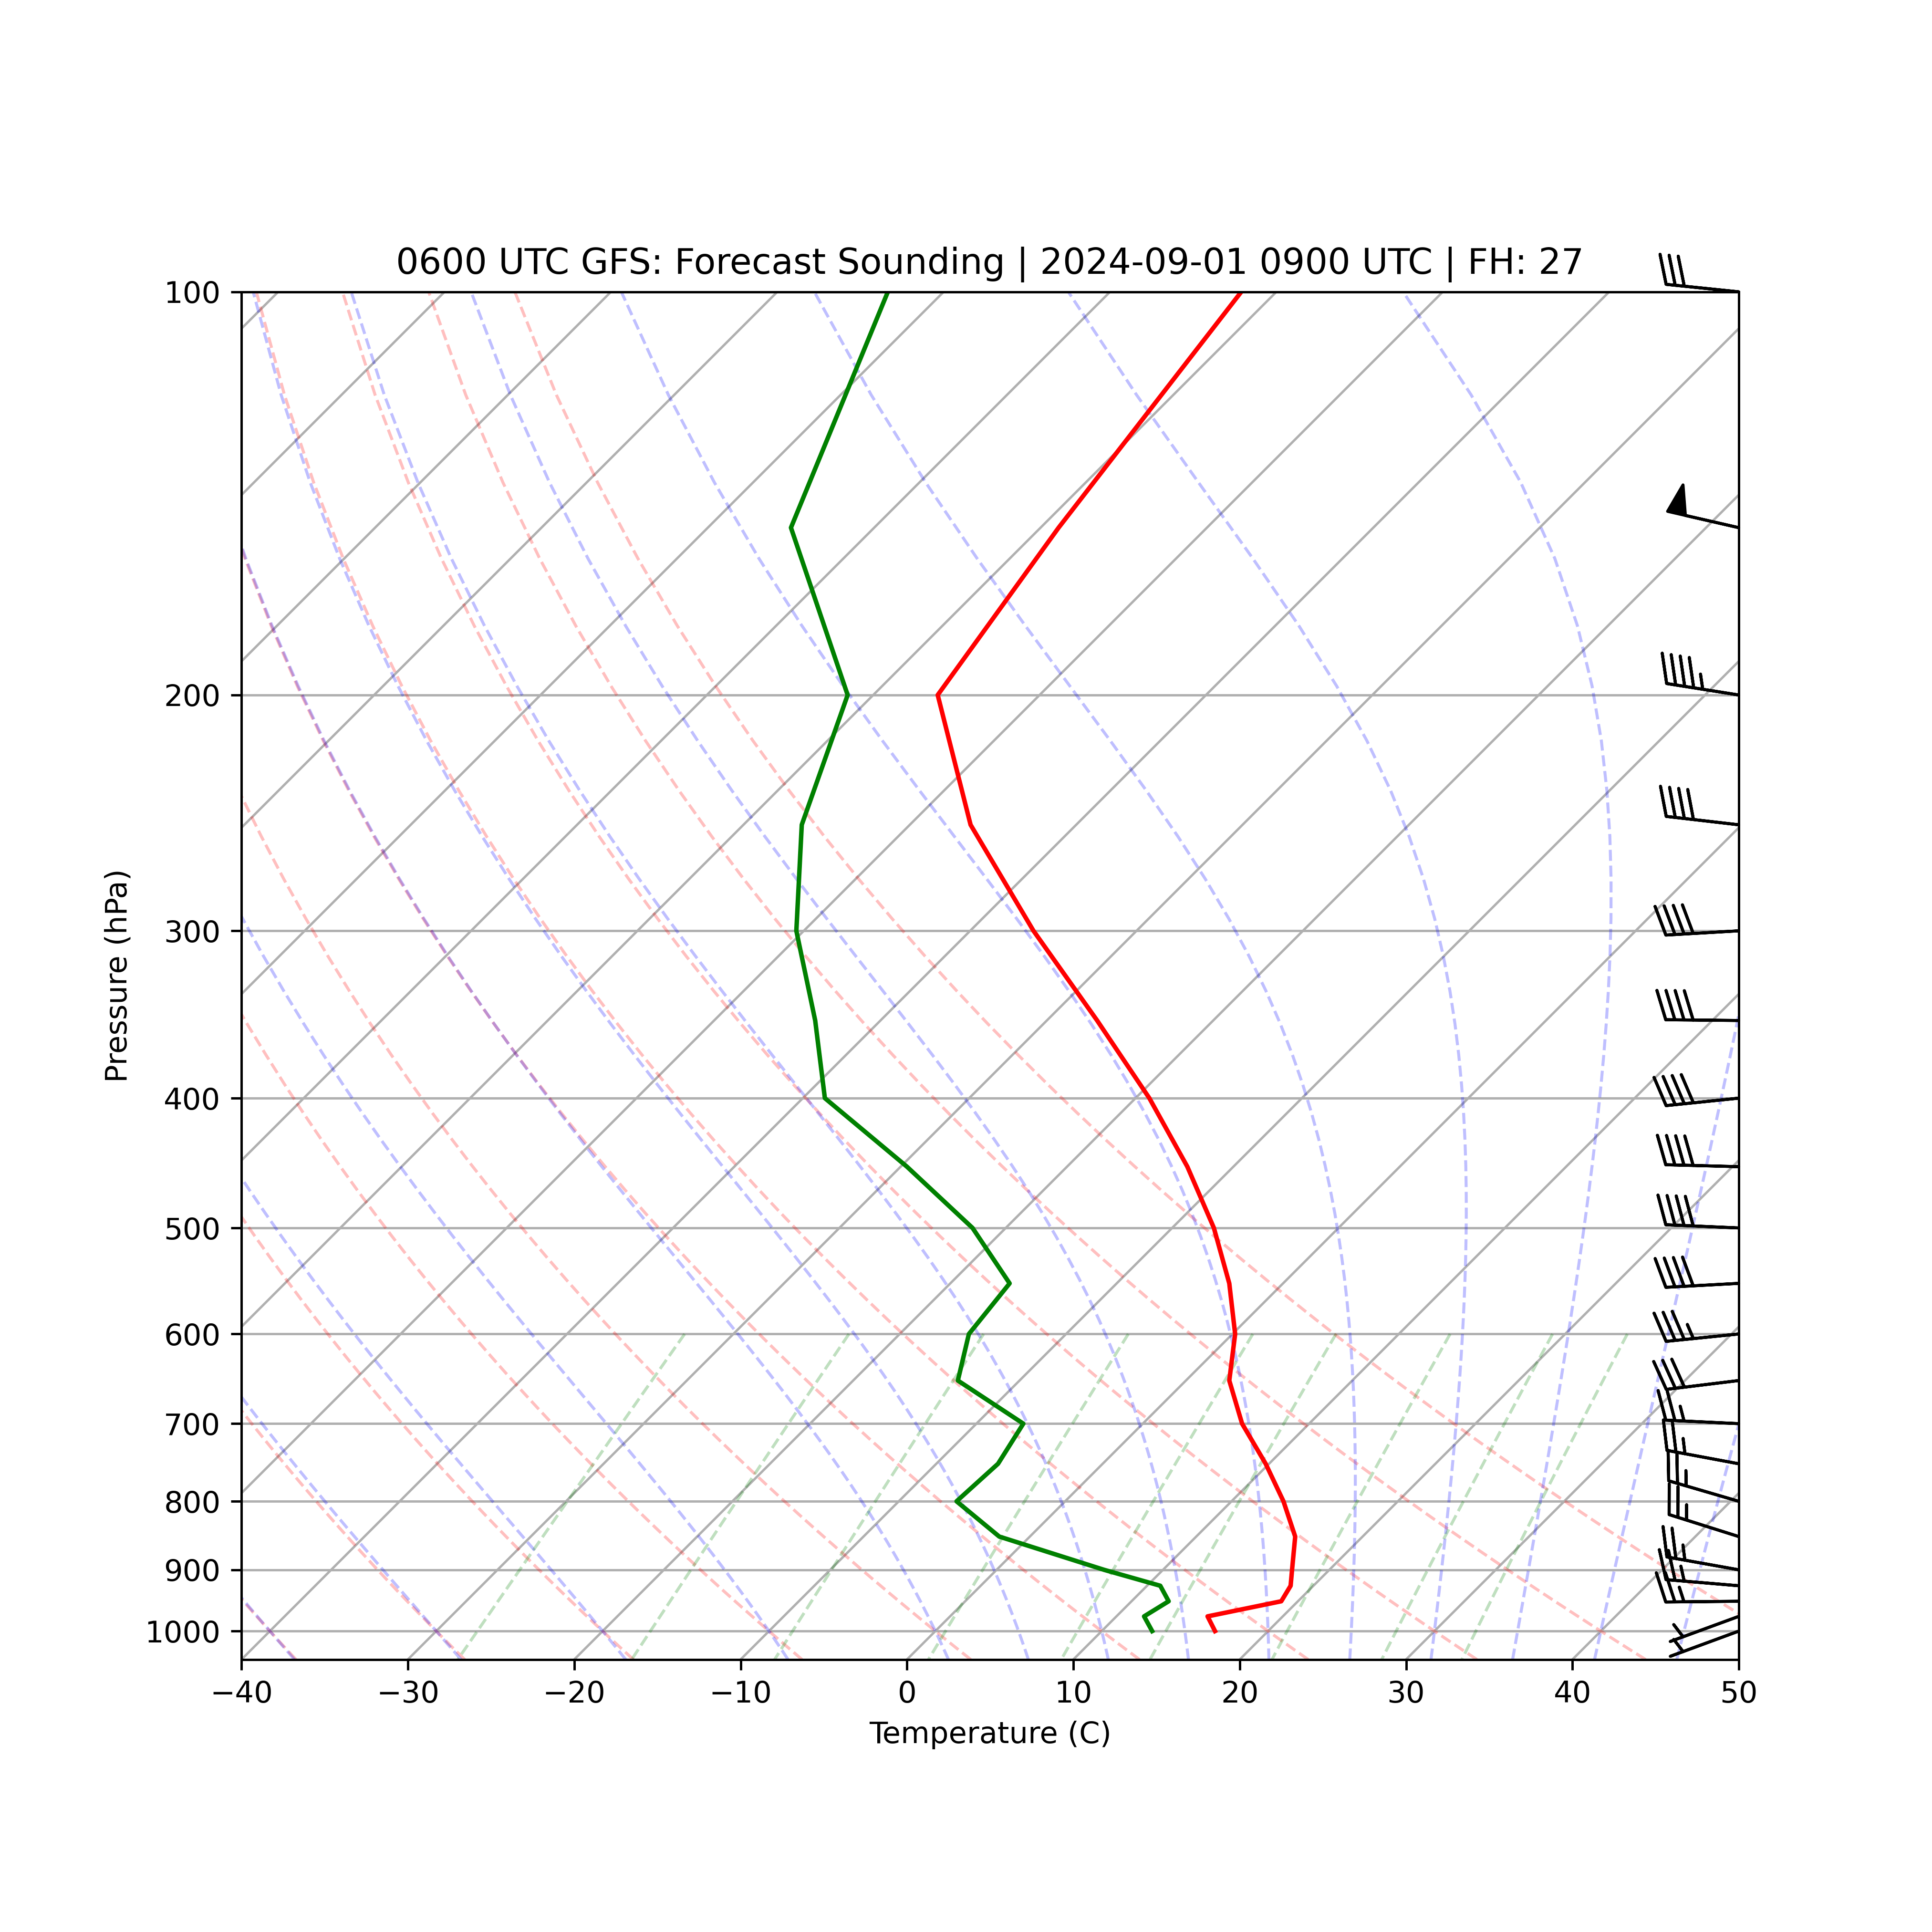 0600 UTC GFS: Forecast Sounding | 2024-09-01 0900 UTC | FH: 27
100
200
300
400
500
600
700
800
900
1000
Pressure (hPa)
−40 −30 −20 −10 0 10 20 30 40 50
Temperature (C)